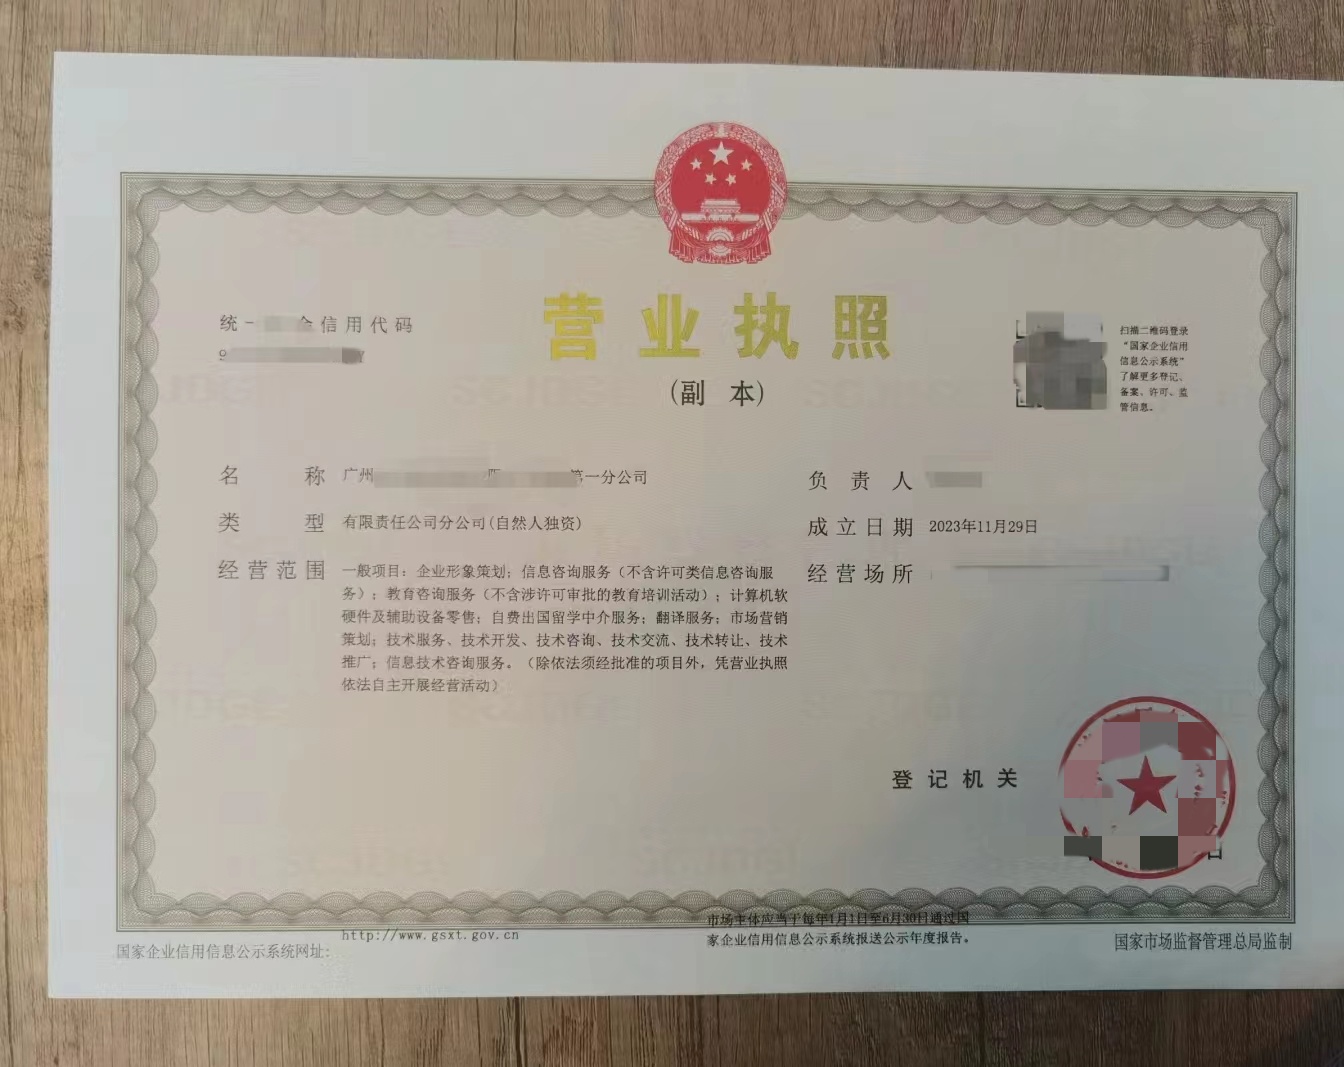 营业执照
(副 本)
统一 信用代码
9
扫描二维码登录
“国家企业信用
信息公示系统”
了解更多登记、
备案、许可、监
管信息。
名 称 广州 第一分公司
类 型 有限责任公司分公司(自然人独资)
经营范围 一般项目：企业形象策划；信息咨询服务（不含许可类信息咨询服
务）；教育咨询服务（不含涉许可审批的教育培训活动）；计算机软
硬件及辅助设备零售；自费出国留学中介服务；翻译服务；市场营销
策划；技术服务、技术开发、技术咨询、技术交流、技术转让、技术
推广；信息技术咨询服务。（除依法须经批准的项目外，凭营业执照
依法自主开展经营活动）
负 责 人
成立日期 2023年11月29日
经营场所
登记机关
日
国家企业信用信息公示系统网址:
http://www.gsxt.gov.cn
市场主体应当于每年1月1日至6月30日通过国
家企业信用信息公示系统报送公示年度报告。
国家市场监督管理总局监制